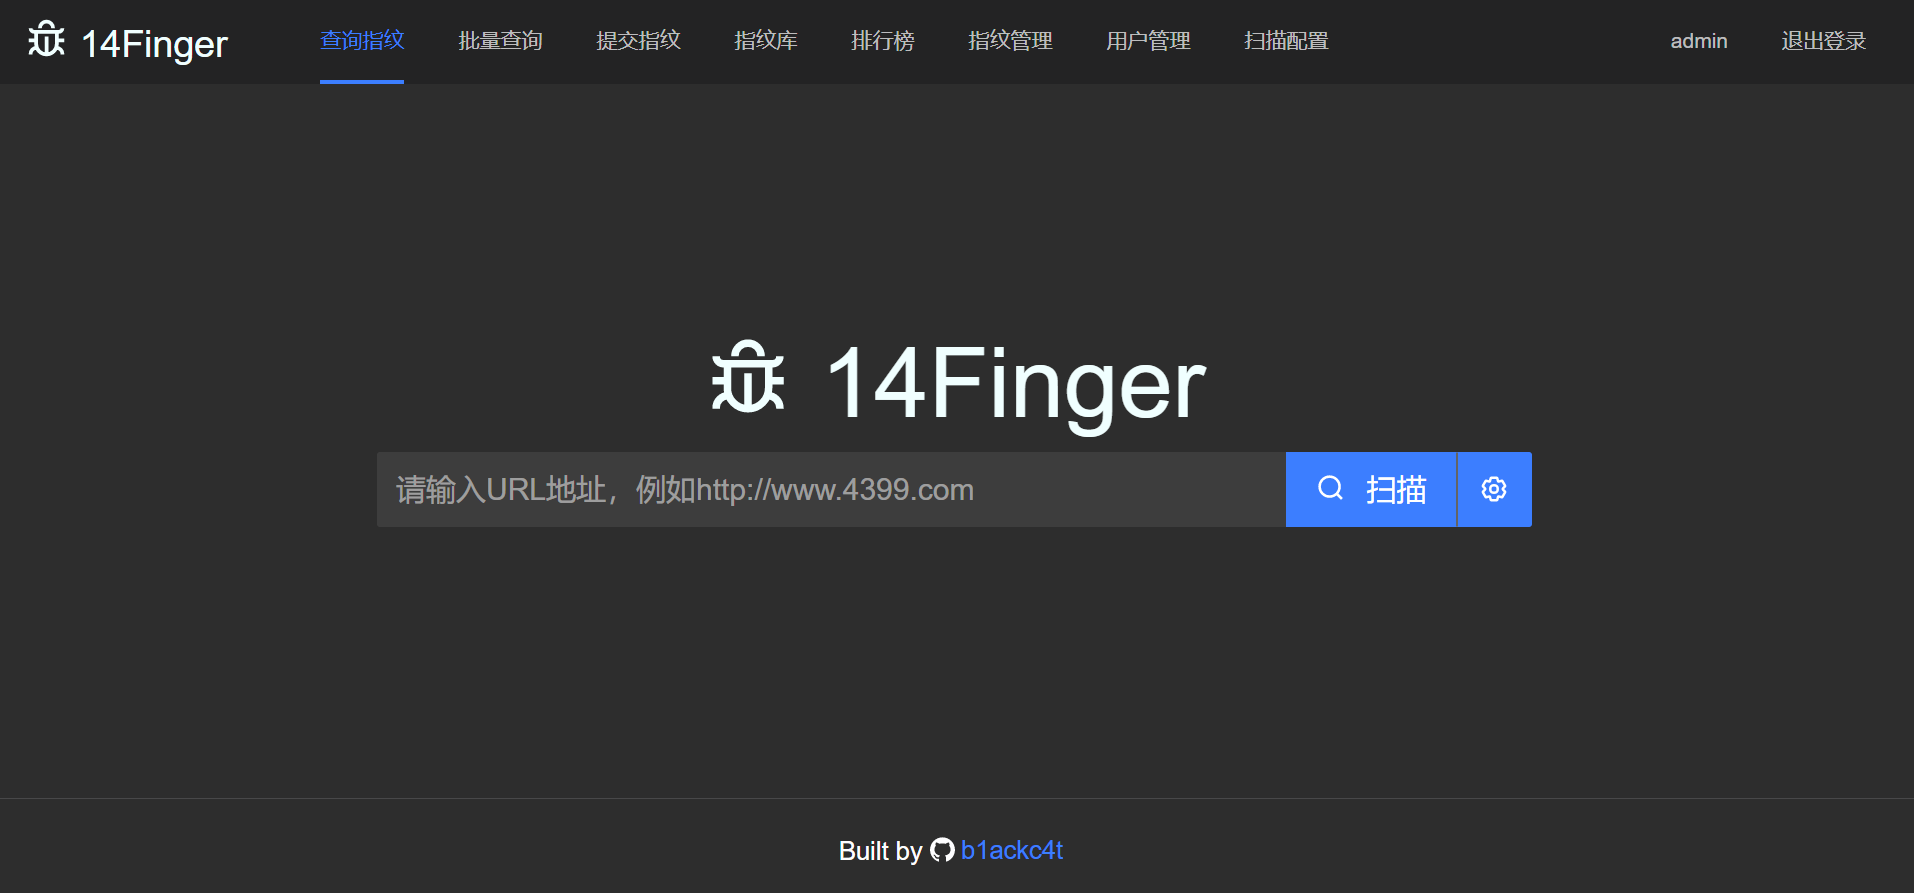 14Finger 查询指纹 批量查询 提交指纹 指纹库 排行榜 指纹管理 用户管理 扫描配置 admin 退出登录
14Finger
请输入URL地址，例如http://www.4399.com 扫描
Built by b1ackc4t